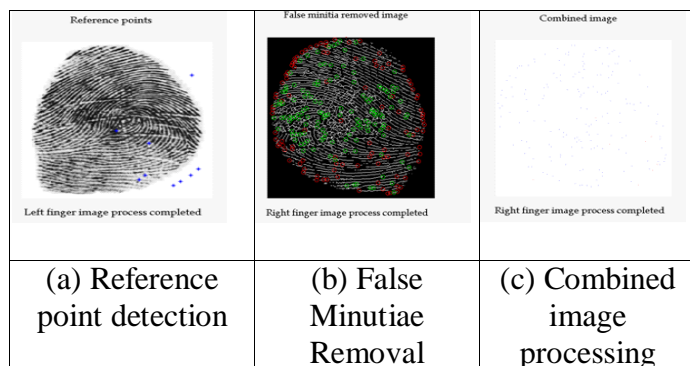 Reference points
False minitia removed image
Combined image
Left finger image process completed
Right finger image process completed
Right finger image process completed
(a) Reference
point detection
(b) False
Minutiae
Removal
(c) Combined
image
processing